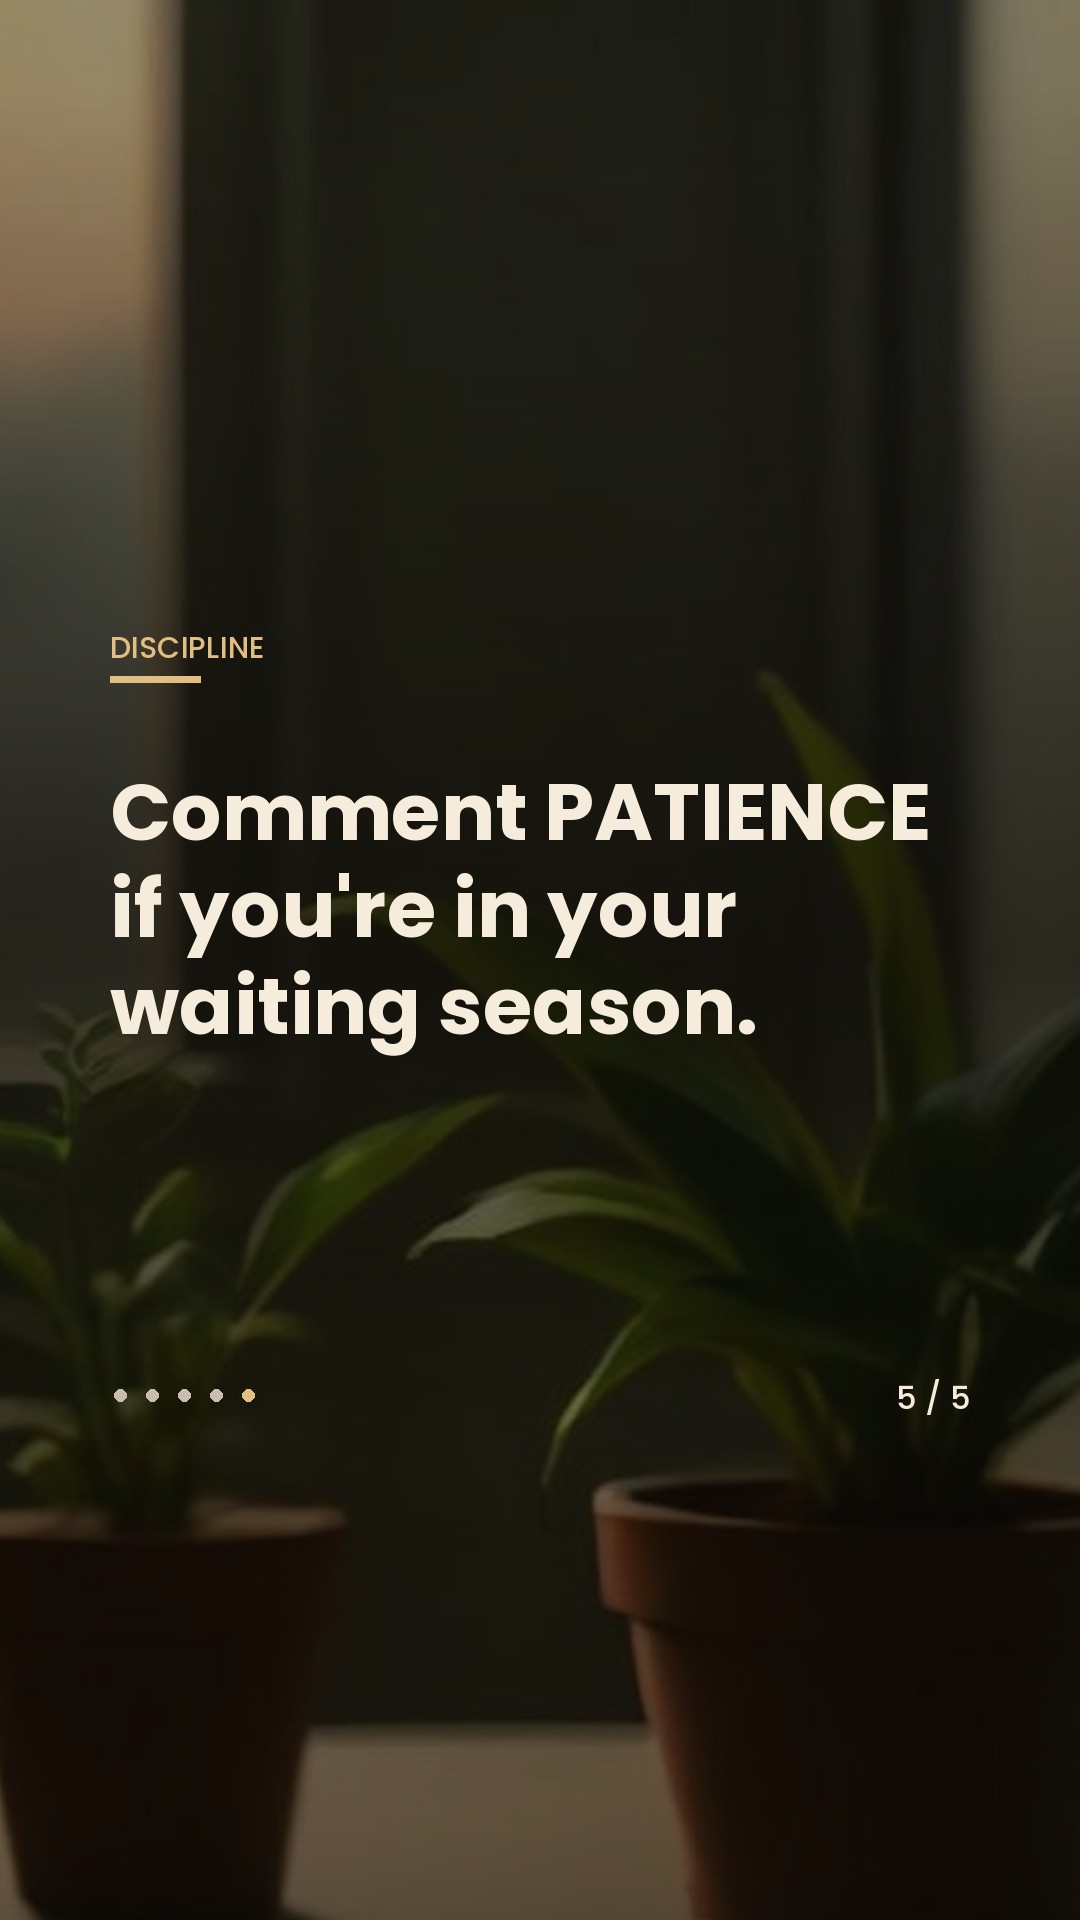 DISCIPLINE
Comment PATIENCE
if you're in your
waiting season.
5 / 5